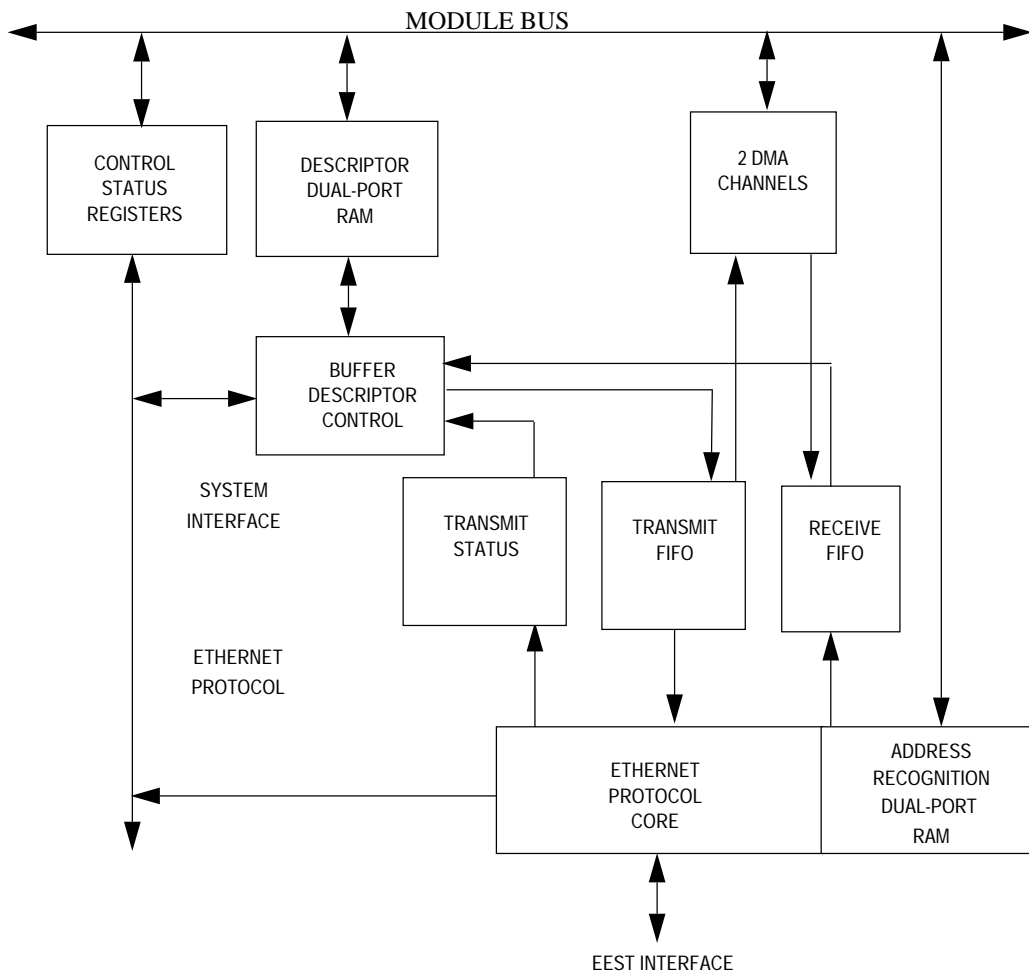 MODULE BUS
CONTROL
STATUS
REGISTERS
DESCRIPTOR
DUAL-PORT
RAM
2 DMA
CHANNELS
BUFFER
DESCRIPTOR
CONTROL
SYSTEM
INTERFACE
TRANSMIT
STATUS
TRANSMIT
FIFO
RECEIVE
FIFO
ETHERNET
PROTOCOL
ETHERNET
PROTOCOL
CORE
ADDRESS
RECOGNITION
DUAL-PORT
RAM
EEST INTERFACE